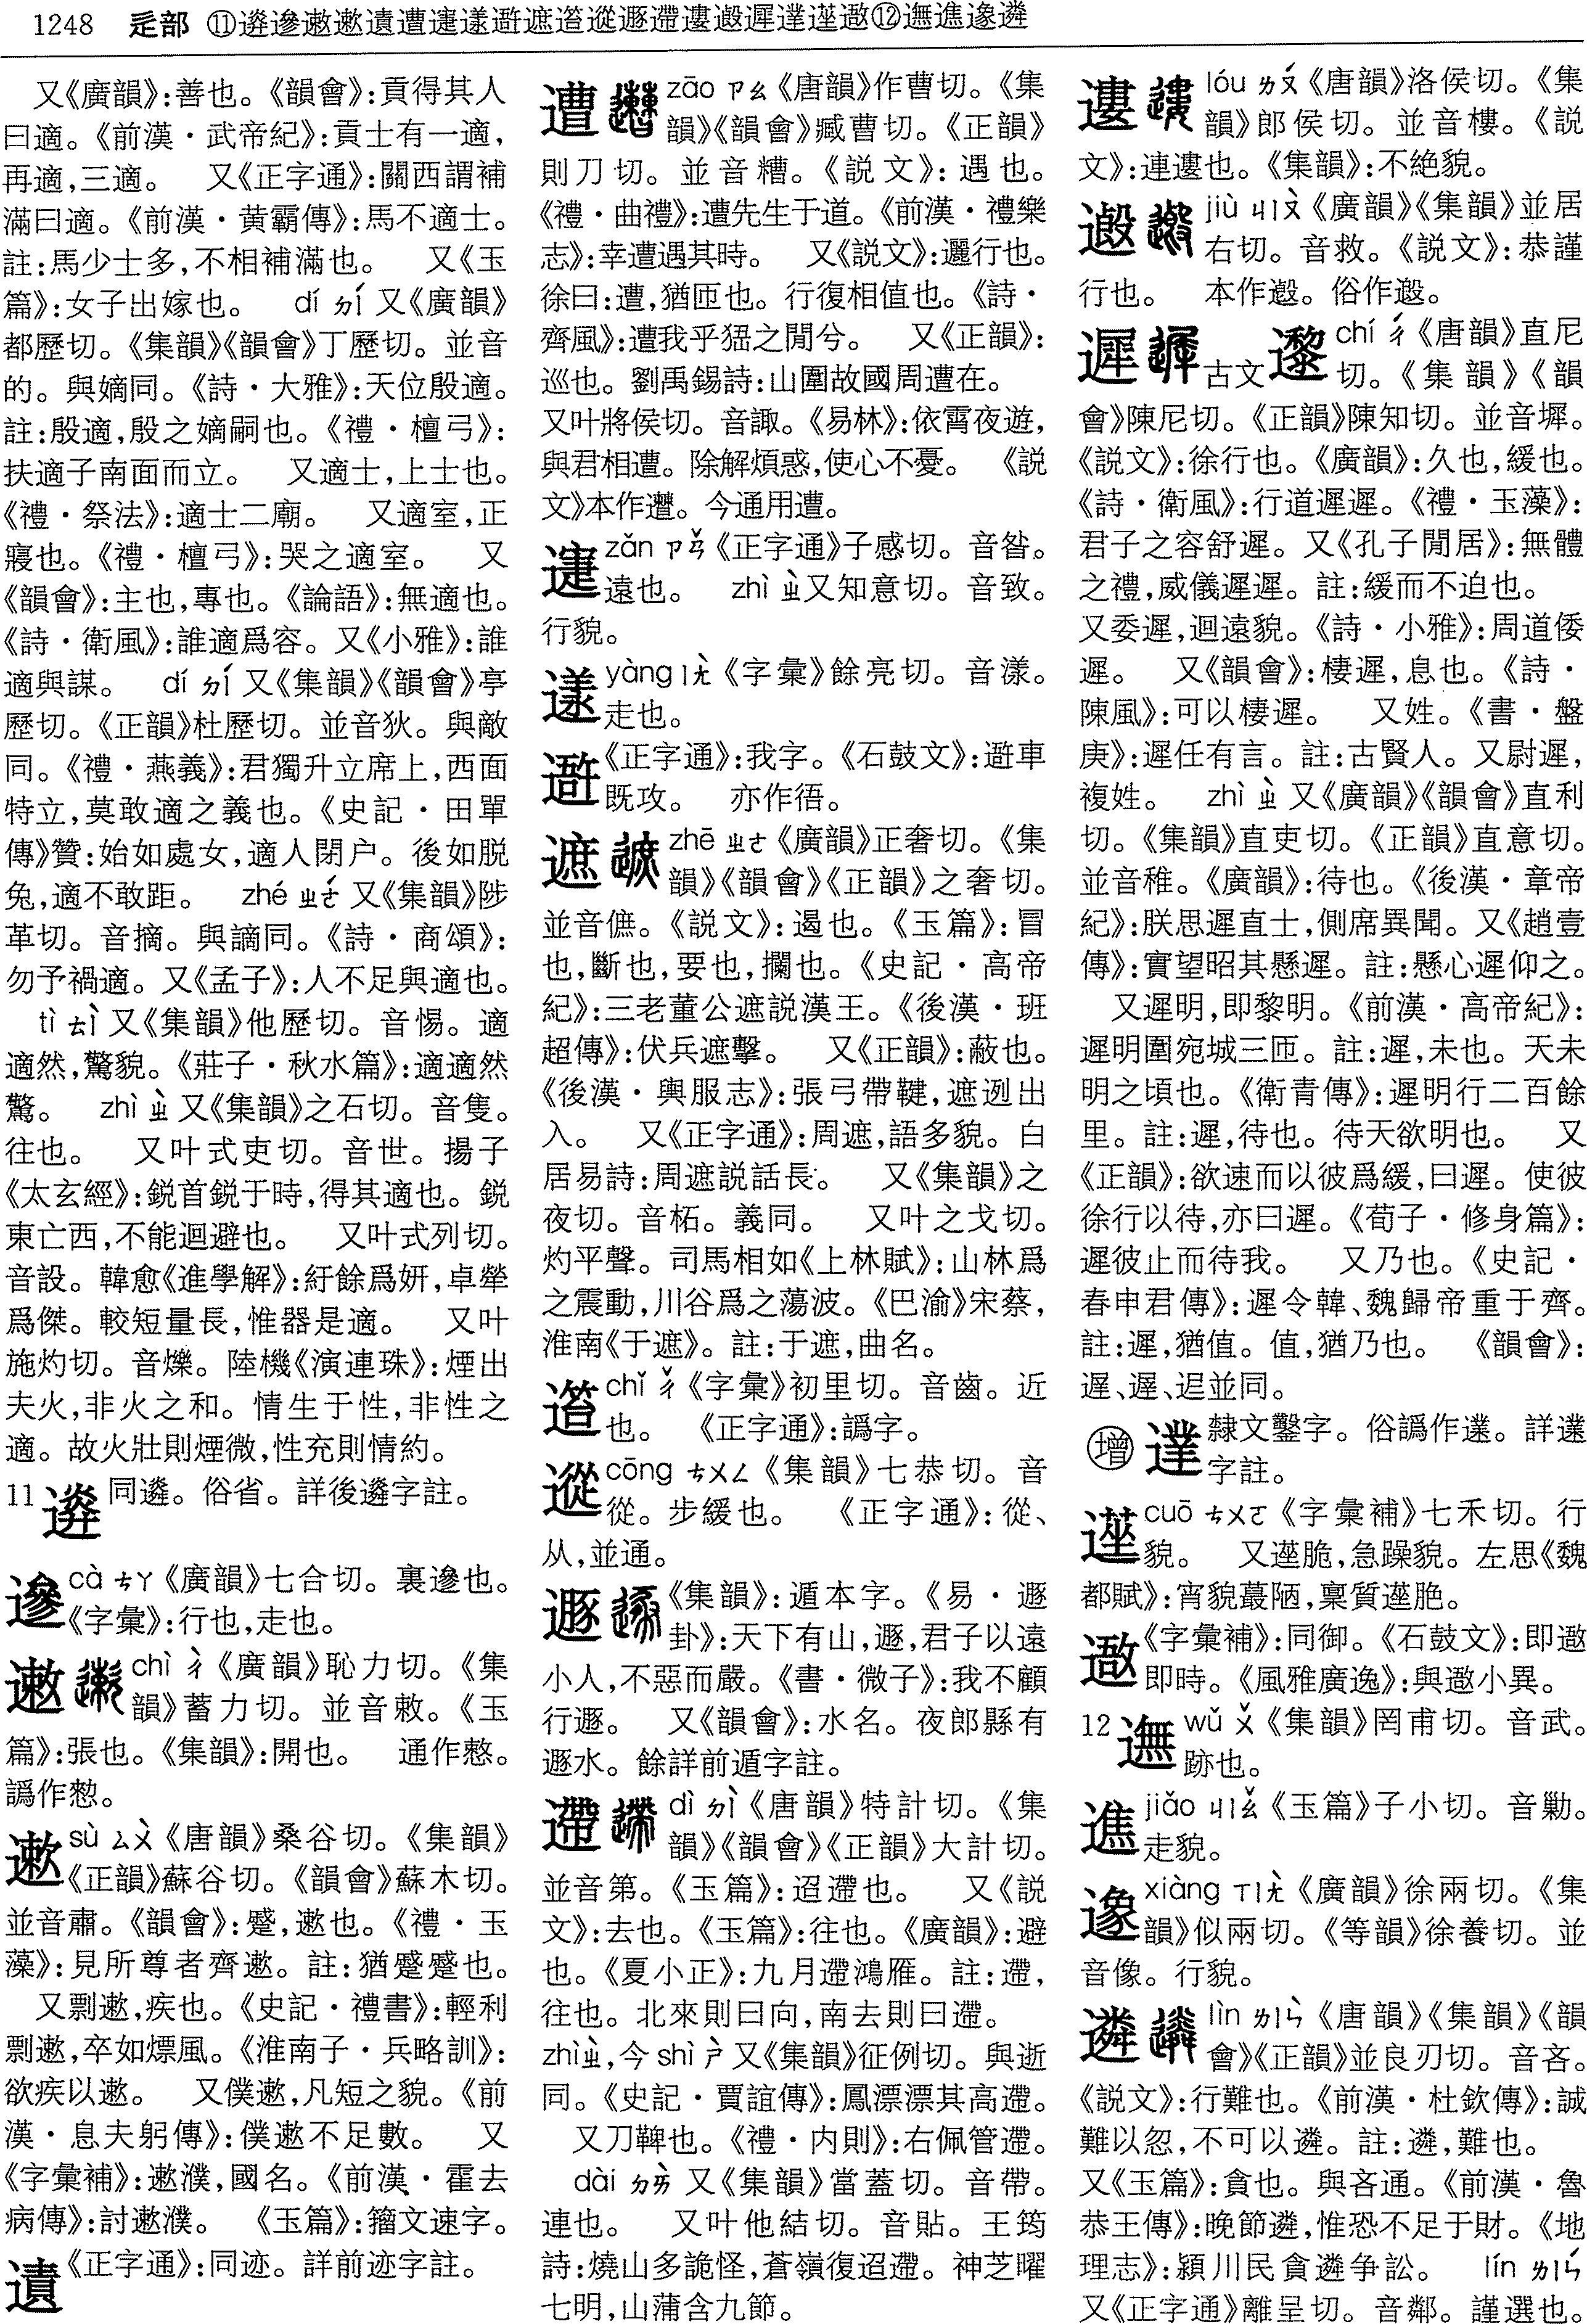 1248 辵部 ⑪遴遪遬遫遺遭遱遚遻遮遳遰遯遰遱遲⑫遴
又《廣韻》:善也。《韻會》:貢得其人
曰適。《前漢·武帝紀》:貢士有一適,
再適,三適。 又《正字通》:關西謂補
滿曰適。《前漢·黃霸傳》:馬不適士。
註:馬少士多,不相補滿也。 又《玉
篇》:女子出嫁也。 dí ㄉㄧˊ 又《廣韻》
都歷切。《集韻》《韻會》丁歷切。並音
的。與嫡同。《詩·大雅》:天位殷適。
註:殷適,殷之嫡嗣也。《禮·檀弓》:
扶適子南面而立。 又適士,上士也。
《禮·祭法》:適士二廟。 又適室,正
寢也。《禮·檀弓》:哭之適室。 又
《韻會》:主也,專也。《論語》:無適也。
《詩·衛風》:誰適爲容。又《小雅》:誰
適與謀。 dí ㄉㄧˊ 又《集韻》《韻會》亭
歷切。《正韻》杜歷切。並音狄。與敵
同。《禮·燕義》:君獨升立席上,西面
特立,莫敢適之義也。《史記·田單
傳》贊:始如處女,適人閉户。後如脱
兔,適不敢距。 zhé ㄓㄜˊ 又《集韻》陟
革切。音摘。與謫同。《詩·商頌》:
勿予禍適。又《孟子》:人不足與適也。
tì ㄊㄧˋ 又《集韻》他歷切。音惕。適
適然,驚貌。《莊子·秋水篇》:適適然
驚。 zhì ㄓˋ 又《集韻》之石切。音隻。
往也。 又叶式吏切。音世。揚子
《太玄經》:鋭首鋭于時,得其適也。鋭
東亡西,不能迴避也。 又叶式列切。
音設。韓愈《進學解》:紆餘爲妍,卓犖
爲傑。較短量長,惟器是適。 又叶
施灼切。音爍。陸機《演連珠》:煙出
夫火,非火之和。情生于性,非性之
適。故火壯則煙微,性充則情約。
11 同。俗省。詳後字註。
遪 cà ㄘㄚ《廣韻》七合切。裏遪也。
《字彙》:行也,走也。
chì ㄔˋ《廣韻》恥力切。《集
韻》蓄力切。並音敕。《玉
篇》:張也。《集韻》:開也。 通作憗。
譌作。
遬 sù ㄙㄨˋ《唐韻》桑谷切。《集韻》
《正韻》蘇谷切。《韻會》蘇木切。
並音肅。《韻會》:蹙,遬也。《禮·玉
藻》:見所尊者齊遬。註:猶蹙蹙也。
又剽遬,疾也。《史記·禮書》:輕利
剽遬,卒如熛風。《淮南子·兵略訓》:
欲疾以遬。 又僕遬,凡短之貌。《前
漢·息夫躬傳》:僕遬不足數。 又
《字彙補》:遬濮,國名。《前漢·霍去
病傳》:討遬濮。 《玉篇》:籀文速字。
《正字通》:同迹。詳前迹字註。
遭 zāo ㄗㄠ《唐韻》作曹切。《集
韻》《韻會》臧曹切。《正韻》
則刀切。並音糟。《説文》:遇也。
《禮·曲禮》:遭先生于道。《前漢·禮樂
志》:幸遭遇其時。 又《説文》:邐行也。
徐曰:遭,猶匝也。行復相值也。《詩·
齊風》:遭我乎狃之閒兮。 又《正韻》:
巡也。劉禹錫詩:山圍故國周遭在。
又叶將侯切。音諏。《易林》:依霄夜遊,
與君相遭。除解煩惑,使心不憂。 《説
文》本作。今通用遭。
zǎn ㄗㄢˇ《正字通》子感切。音昝。
遠也。 zhì ㄓˋ又知意切。音致。
行貌。
yàng ㄧㄤˋ《字彙》餘亮切。音漾。
走也。
《正字通》:我字。《石鼓文》:車
既攻。 亦作䢩。
遮 zhē ㄓㄜ《廣韻》正奢切。《集
韻》《韻會》《正韻》之奢切。
並音嗻。《説文》:遏也。《玉篇》:冒
也,斷也,要也,攔也。《史記·高帝
紀》:三老董公遮説漢王。《後漢·班
超傳》:伏兵遮擊。 又《正韻》:蔽也。
《後漢·輿服志》:張弓帶鞬,遮迾出
入。 又《正字通》:周遮,語多貌。白
居易詩:周遮説話長。 又《集韻》之
夜切。音柘。義同。 又叶之戈切。
灼平聲。司馬相如《上林賦》:山林爲
之震動,川谷爲之蕩波。《巴渝》宋蔡,
淮南《于遮》。註:于遮,曲名。
chǐ ㄔˇ《字彙》初里切。音齒。近
也。 《正字通》:譌字。
cōng ㄘㄨㄥ《集韻》七恭切。音
從。步緩也。 《正字通》:從、
从,並通。
遯 《集韻》:遁本字。《易·遯
卦》:天下有山,遯,君子以遠
小人,不惡而嚴。《書·微子》:我不顧
行遯。 又《韻會》:水名。夜郎縣有
遯水。餘詳前遁字註。
遰 dì ㄉㄧˋ《唐韻》特計切。《集
韻》《韻會》《正韻》大計切。
並音第。《玉篇》:迢遰也。 又《説
文》:去也。《玉篇》:往也。《廣韻》:避
也。《夏小正》:九月遰鴻雁。註:遰,
往也。北來則曰向,南去則曰遰。
zhìㄓˋ,今 shì ㄕˋ 又《集韻》征例切。與逝
同。《史記·賈誼傳》:鳳漂漂其高遰。
又刀鞞也。《禮·内則》:右佩管遰。
dài ㄉㄞˋ 又《集韻》當蓋切。音帶。
連也。 又叶他結切。音貼。王筠
詩:燒山多詭怪,蒼嶺復迢遰。神芝曜
七明,山蒲含九節。
遱 lóu ㄌㄡˊ《唐韻》洛侯切。《集
韻》郎侯切。並音樓。《説
文》:連遱也。《集韻》:不絶貌。
jiù ㄐㄧㄡˋ《廣韻》《集韻》並居
右切。音救。《説文》:恭謹
行也。 本作。俗作。
遲 古文 chí ㄔˊ《唐韻》直尼
切。《集韻》《韻
會》陳尼切。《正韻》陳知切。並音墀。
《説文》:徐行也。《廣韻》:久也,緩也。
《詩·衛風》:行道遲遲。《禮·玉藻》:
君子之容舒遲。又《孔子閒居》:無體
之禮,威儀遲遲。註:緩而不迫也。
又委遲,迴遠貌。《詩·小雅》:周道倭
遲。 又《韻會》:棲遲,息也。《詩·
陳風》:可以棲遲。 又姓。《書·盤
庚》:遲任有言。註:古賢人。又尉遲,
複姓。 zhì ㄓˋ 又《廣韻》《韻會》直利
切。《集韻》直吏切。《正韻》直意切。
並音稚。《廣韻》:待也。《後漢·章帝
紀》:朕思遲直士,側席異聞。又《趙壹
傳》:實望昭其懸遲。註:懸心遲仰之。
又遲明,即黎明。《前漢·高帝紀》:
遲明圍宛城三匝。註:遲,未也。天未
明之頃也。《衛青傳》:遲明行二百餘
里。註:遲,待也。待天欲明也。 又
《正韻》:欲速而以彼爲緩,曰遲。使彼
徐行以待,亦曰遲。《荀子·修身篇》:
遲彼止而待我。 又乃也。《史記·
春申君傳》:遲令韓、魏歸帝重于齊。
註:遲,猶值。值,猶乃也。 《韻會》:
遲、遟、迡並同。
增 隸文鑿字。俗譌作。詳
字註。
cuō ㄘㄨㄛ《字彙補》七禾切。行
貌。 又脆,急躁貌。左思《魏
都賦》:宵貌蕞陋,稟質脆。
《字彙補》:同御。《石鼓文》:即
即時。《風雅廣逸》:與小異。
12 wǔ ㄨˇ《集韻》罔甫切。音武。
跡也。
jiǎo ㄐㄧㄠˇ《玉篇》子小切。音勦。
走貌。
xiàng ㄒㄧㄤˋ《廣韻》徐兩切。《集
韻》似兩切。《等韻》徐養切。並
音像。行貌。
遴 lìn ㄌㄧㄣˋ《唐韻》《集韻》《韻
會》《正韻》並良刃切。音吝。
《説文》:行難也。《前漢·杜欽傳》:誠
難以忽,不可以遴。註:遴,難也。
又《玉篇》:貪也。與吝通。《前漢·魯
恭王傳》:晚節遴,惟恐不足于財。《地
理志》:潁川民貪遴争訟。 lín ㄌㄧㄣˊ
又《正字通》離呈切。音鄰。謹選也。